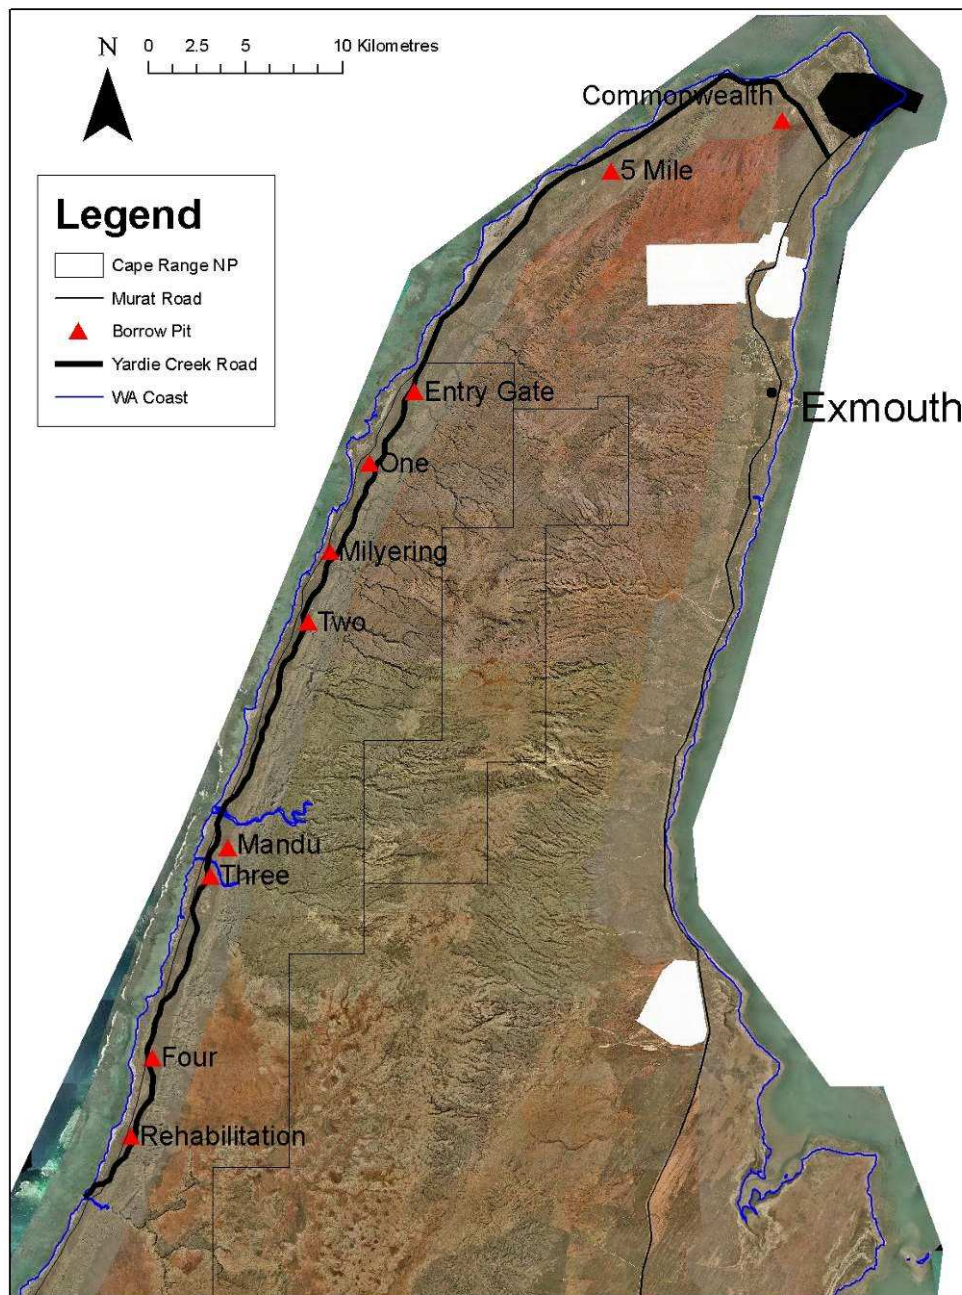 N
0 2.5 5 10 Kilometres
Commonwealth
5 Mile
Legend
Cape Range NP
Murat Road
Borrow Pit
Yardie Creek Road
WA Coast
Entry Gate
Exmouth
One
Milyering
Two
Mandu
Three
Four
Rehabilitation